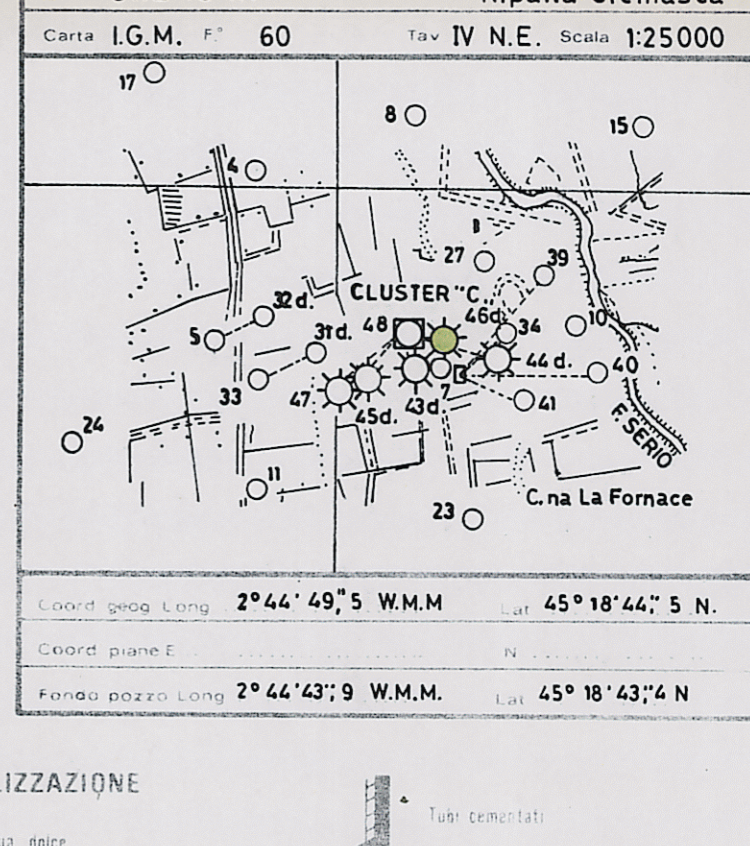 Carta I.G.M. F.° 60 Tav IV N.E. Scala 1:25000
17
8
15
4
27
39
CLUSTER "C„
32d.
46d.
5
48
34
10
31d.
44 d.
40
33
47
7
45d.
43d
41
24
F. SERIO
11
C.na La Fornace
23
Coord geog Long 2°44'49",5 W.M.M Lat 45°18'44",5 N.
Coord piane E N
Fondo pozzo Long 2°44'43",9 W.M.M. Lat 45° 18'43",4 N
LIZZAZIONE
Tubi cementati